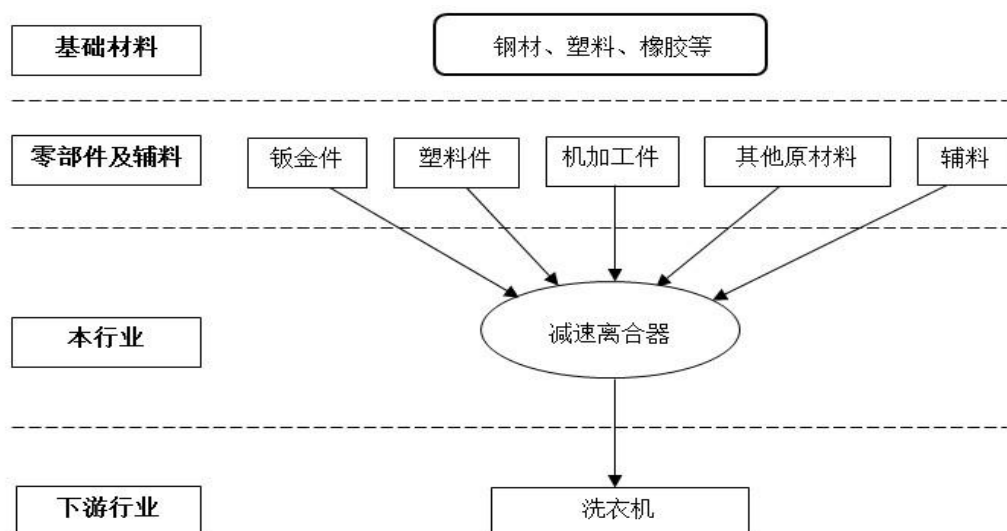 基础材料
钢材、塑料、橡胶等
零部件及辅料
钣金件
塑料件
机加工件
其他原材料
辅料
本行业
减速离合器
下游行业
洗衣机